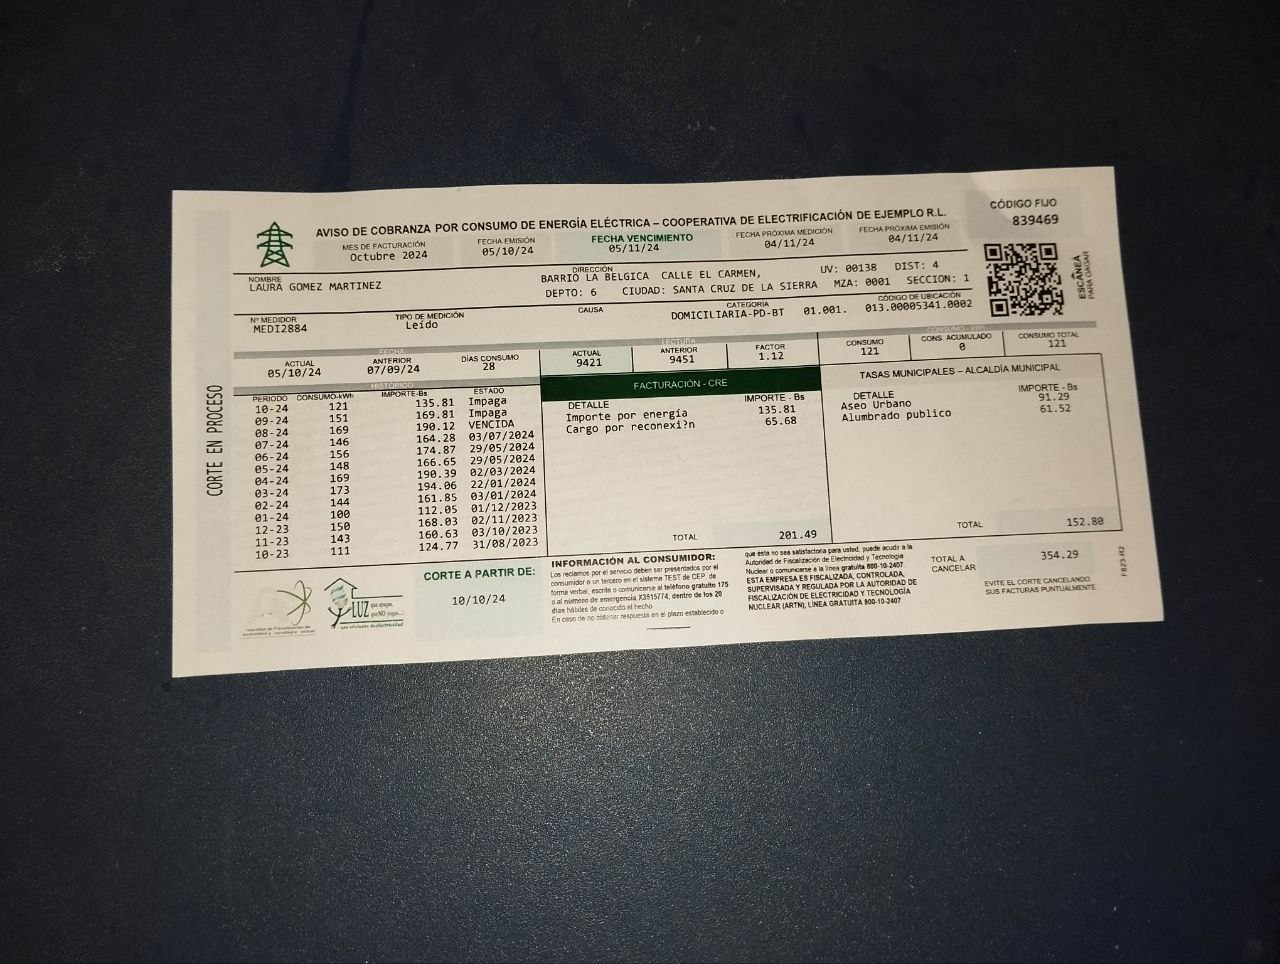 AVISO DE COBRANZA POR CONSUMO DE ENERGÍA ELÉCTRICA – COOPERATIVA DE ELECTRIFICACIÓN DE EJEMPLO R.L.
CÓDIGO FIJO
839469
MES DE FACTURACIÓN
Octubre 2024
FECHA EMISIÓN
05/10/24
FECHA VENCIMIENTO
05/11/24
FECHA PRÓXIMA MEDICIÓN
04/11/24
FECHA PRÓXIMA EMISIÓN
04/11/24
NOMBRE
LAURA GOMEZ MARTINEZ
DIRECCIÓN
BARRIO LA BELGICA CALLE EL CARMEN,
UV: 00138 DIST: 4
DEPTO: 6 CIUDAD: SANTA CRUZ DE LA SIERRA MZA: 0001 SECCION: 1
ESCANEA
PARA PAGAR
Nº MEDIDOR
MEDI2884
TIPO DE MEDICIÓN
Leído
CAUSA
CATEGORÍA
DOMICILIARIA-PD-BT 01.001.
CÓDIGO DE UBICACIÓN
013.00005341.0002
FECHA
LECTURA
CONSUMO - kWh
ACTUAL
05/10/24
ANTERIOR
07/09/24
DÍAS CONSUMO
28
ACTUAL
9421
ANTERIOR
9451
FACTOR
1.12
CONSUMO
121
CONS. ACUMULADO
0
CONSUMO TOTAL
121
CORTE EN PROCESO
HISTÓRICO
PERIODO CONSUMO-kWh IMPORTE-Bs ESTADO
10-24 121 135.81 Impaga
09-24 151 169.81 Impaga
08-24 169 190.12 VENCIDA
07-24 146 164.28 03/07/2024
06-24 156 174.87 29/05/2024
05-24 148 166.65 29/05/2024
04-24 169 190.39 02/03/2024
03-24 173 194.06 22/01/2024
02-24 144 161.85 03/01/2024
01-24 100 112.05 01/12/2023
12-23 150 168.03 02/11/2023
11-23 143 160.63 03/10/2023
10-23 111 124.77 31/08/2023
FACTURACIÓN - CRE
DETALLE IMPORTE - Bs
Importe por energía 135.81
Cargo por reconexi?n 65.68
TOTAL 201.49
TASAS MUNICIPALES – ALCALDÍA MUNICIPAL
DETALLE IMPORTE - Bs
Aseo Urbano 91.29
Alumbrado publico 61.52
TOTAL 152.80
LUZ
que apagas,
queNO pagas...!
CORTE A PARTIR DE:
10/10/24
INFORMACIÓN AL CONSUMIDOR:
Los reclamos por el servicio deben ser presentados por el
consumidor o un tercero en el sistema TEST de CEP, de
forma verbal, escrita o comunicarse al teléfono gratuito 175
o al número de emergencia X3515774, dentro de los 20
días hábiles de conocido el hecho
En caso de no obtener respuesta en el plazo establecido o
que ésta no sea satisfactoria para usted, puede acudir a la
Autoridad de Fiscalización de Electricidad y Tecnología
Nuclear o comunicarse a la línea gratuita 800-10-2407.
ESTA EMPRESA ES FISCALIZADA, CONTROLADA,
SUPERVISADA Y REGULADA POR LA AUTORIDAD DE
FISCALIZACIÓN DE ELECTRICIDAD Y TECNOLOGÍA
NUCLEAR (ARTN), LINEA GRATUITA 800-10-2407
TOTAL A
CANCELAR
354.29
EVITE EL CORTE CANCELANDO
SUS FACTURAS PUNTUALMENTE
F823-R2